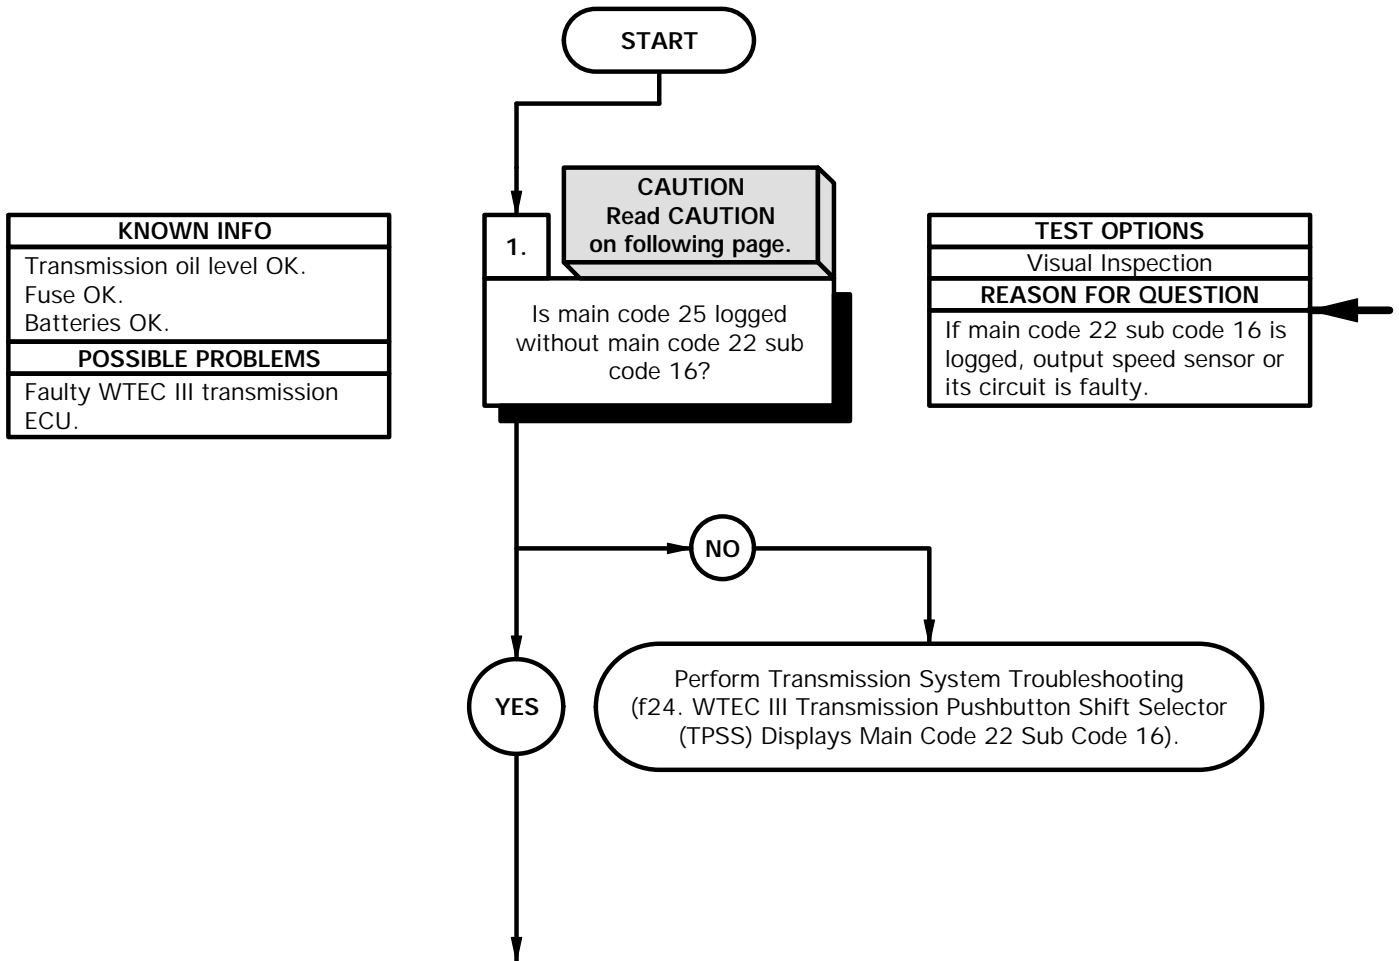 START
KNOWN INFO
Transmission oil level OK.
Fuse OK.
Batteries OK.
POSSIBLE PROBLEMS
Faulty WTEC III transmission
ECU.
CAUTION
Read CAUTION
on following page.
1.
Is main code 25 logged
without main code 22 sub
code 16?
TEST OPTIONS
Visual Inspection
REASON FOR QUESTION
If main code 22 sub code 16 is
logged, output speed sensor or
its circuit is faulty.
NO
YES
Perform Transmission System Troubleshooting
(f24. WTEC III Transmission Pushbutton Shift Selector
(TPSS) Displays Main Code 22 Sub Code 16).